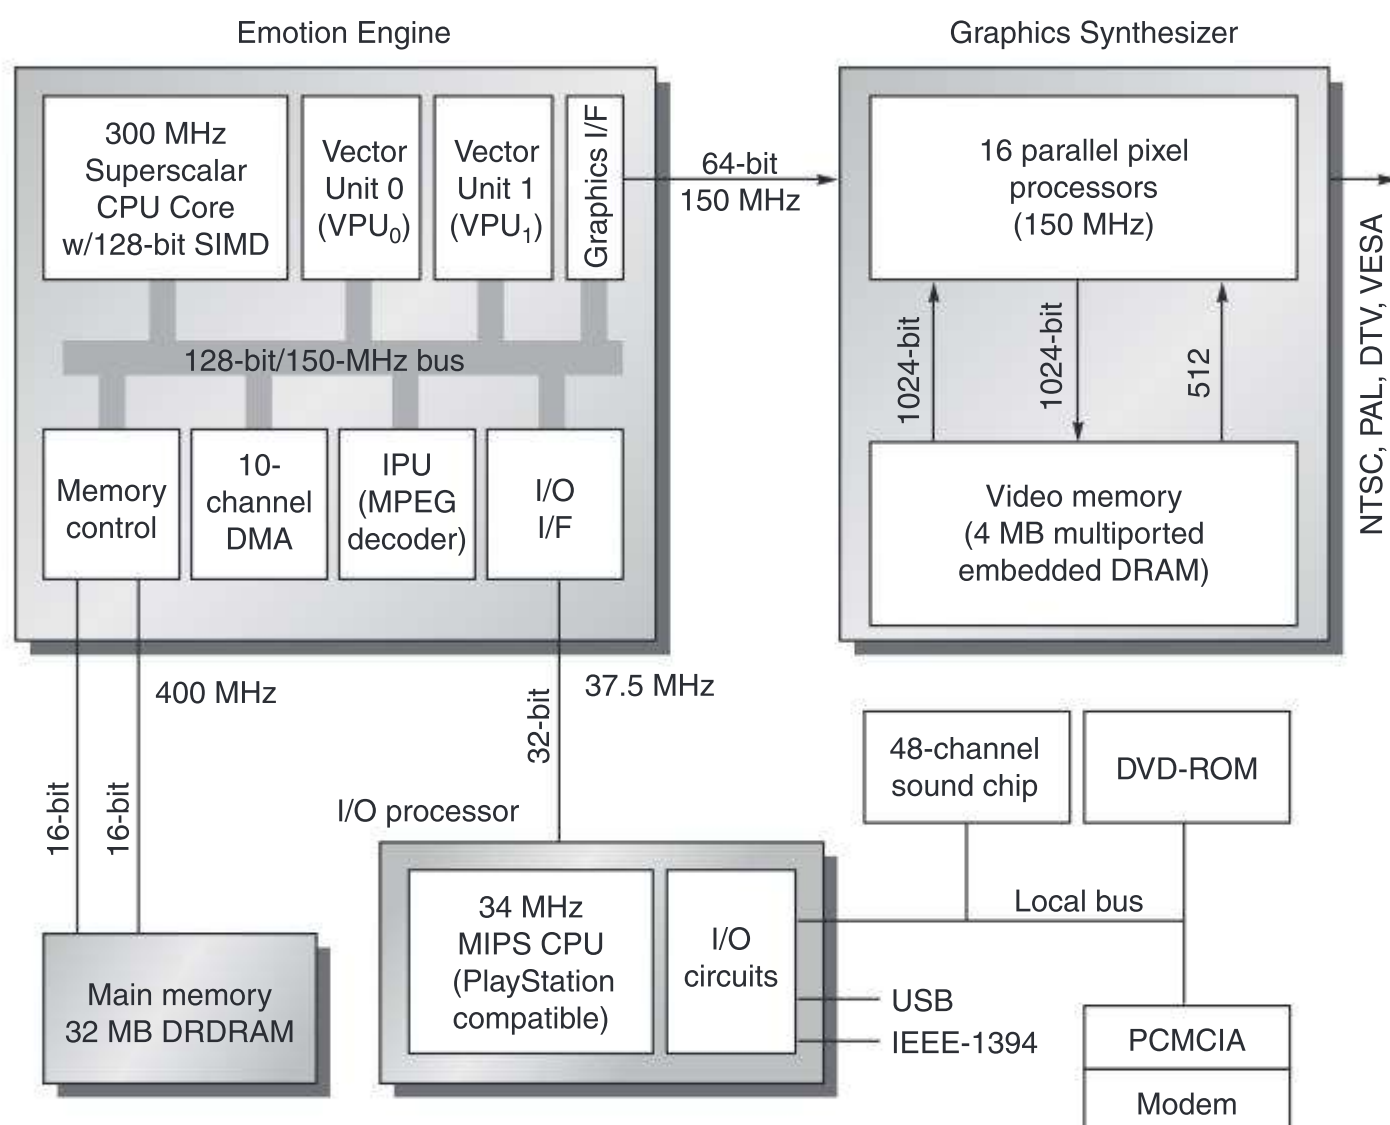 Emotion Engine
300 MHz
Superscalar
CPU Core
w/128-bit SIMD
Vector
Unit 0
(VPU0)
Vector
Unit 1
(VPU1)
Graphics I/F
128-bit/150-MHz bus
Memory
control
10-
channel
DMA
IPU
(MPEG
decoder)
I/O
I/F
64-bit
150 MHz
Graphics Synthesizer
16 parallel pixel
processors
(150 MHz)
1024-bit
1024-bit
512
Video memory
(4 MB multiported
embedded DRAM)
NTSC, PAL, DTV, VESA
400 MHz
16-bit
16-bit
Main memory
32 MB DRDRAM
37.5 MHz
32-bit
I/O processor
34 MHz
MIPS CPU
(PlayStation
compatible)
I/O
circuits
48-channel
sound chip
DVD-ROM
Local bus
USB
IEEE-1394
PCMCIA
Modem